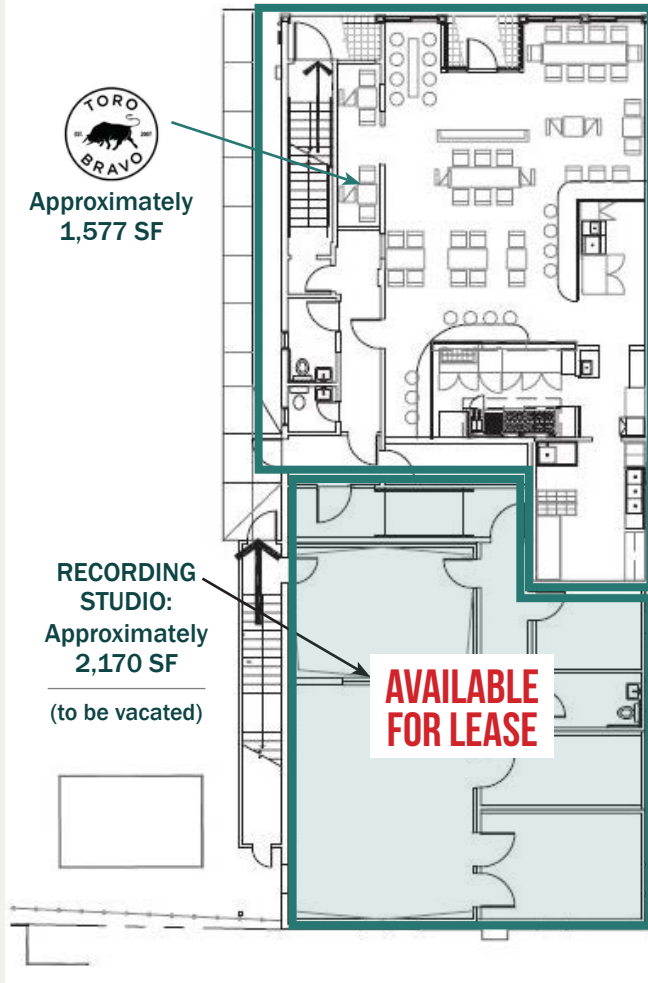 TORO
EST. 2007
BRAVO
Approximately
1,577 SF
RECORDING
STUDIO:
Approximately
2,170 SF
(to be vacated)
AVAILABLE
FOR LEASE